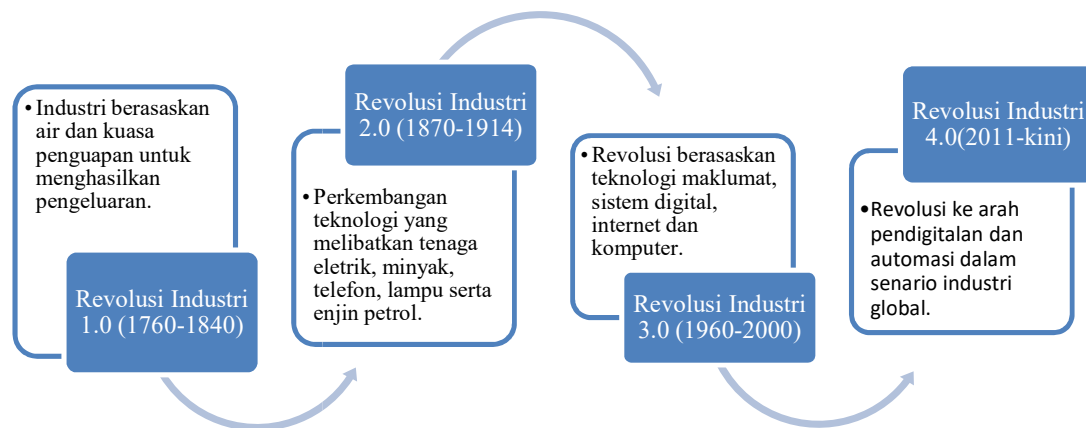 •Industri berasaskan
air dan kuasa
penguapan untuk
menghasilkan
pengeluaran.
Revolusi Industri
1.0 (1760-1840)
Revolusi Industri
2.0 (1870-1914)
•Perkembangan
teknologi yang
melibatkan tenaga
eletrik, minyak,
telefon, lampu serta
enjin petrol.
•Revolusi berasaskan
teknologi maklumat,
sistem digital,
internet dan
komputer.
Revolusi Industri
3.0 (1960-2000)
Revolusi Industri
4.0(2011-kini)
•Revolusi ke arah
pendigitalan dan
automasi dalam
senario industri
global.